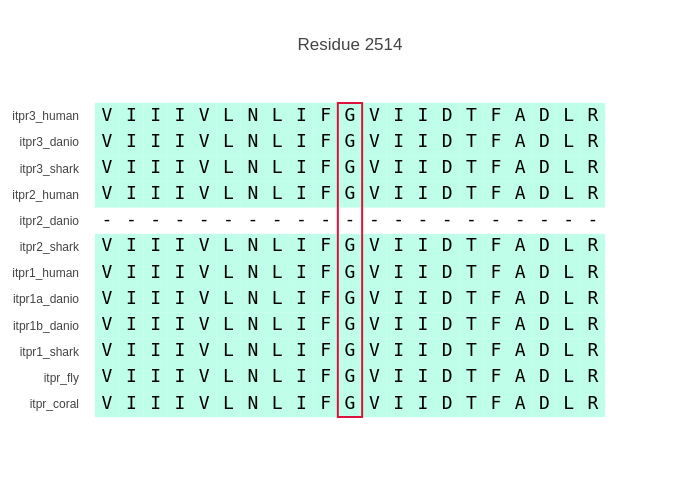 Residue 2514
itpr3_human V I I I V L N L I F G V I I D T F A D L R
itpr3_danio V I I I V L N L I F G V I I D T F A D L R
itpr3_shark V I I I V L N L I F G V I I D T F A D L R
itpr2_human V I I I V L N L I F G V I I D T F A D L R
itpr2_danio - - - - - - - - - - - - - - - - - - - - -
itpr2_shark V I I I V L N L I F G V I I D T F A D L R
itpr1_human V I I I V L N L I F G V I I D T F A D L R
itpr1a_danio V I I I V L N L I F G V I I D T F A D L R
itpr1b_danio V I I I V L N L I F G V I I D T F A D L R
itpr1_shark V I I I V L N L I F G V I I D T F A D L R
itpr_fly V I I I V L N L I F G V I I D T F A D L R
itpr_coral V I I I V L N L I F G V I I D T F A D L R